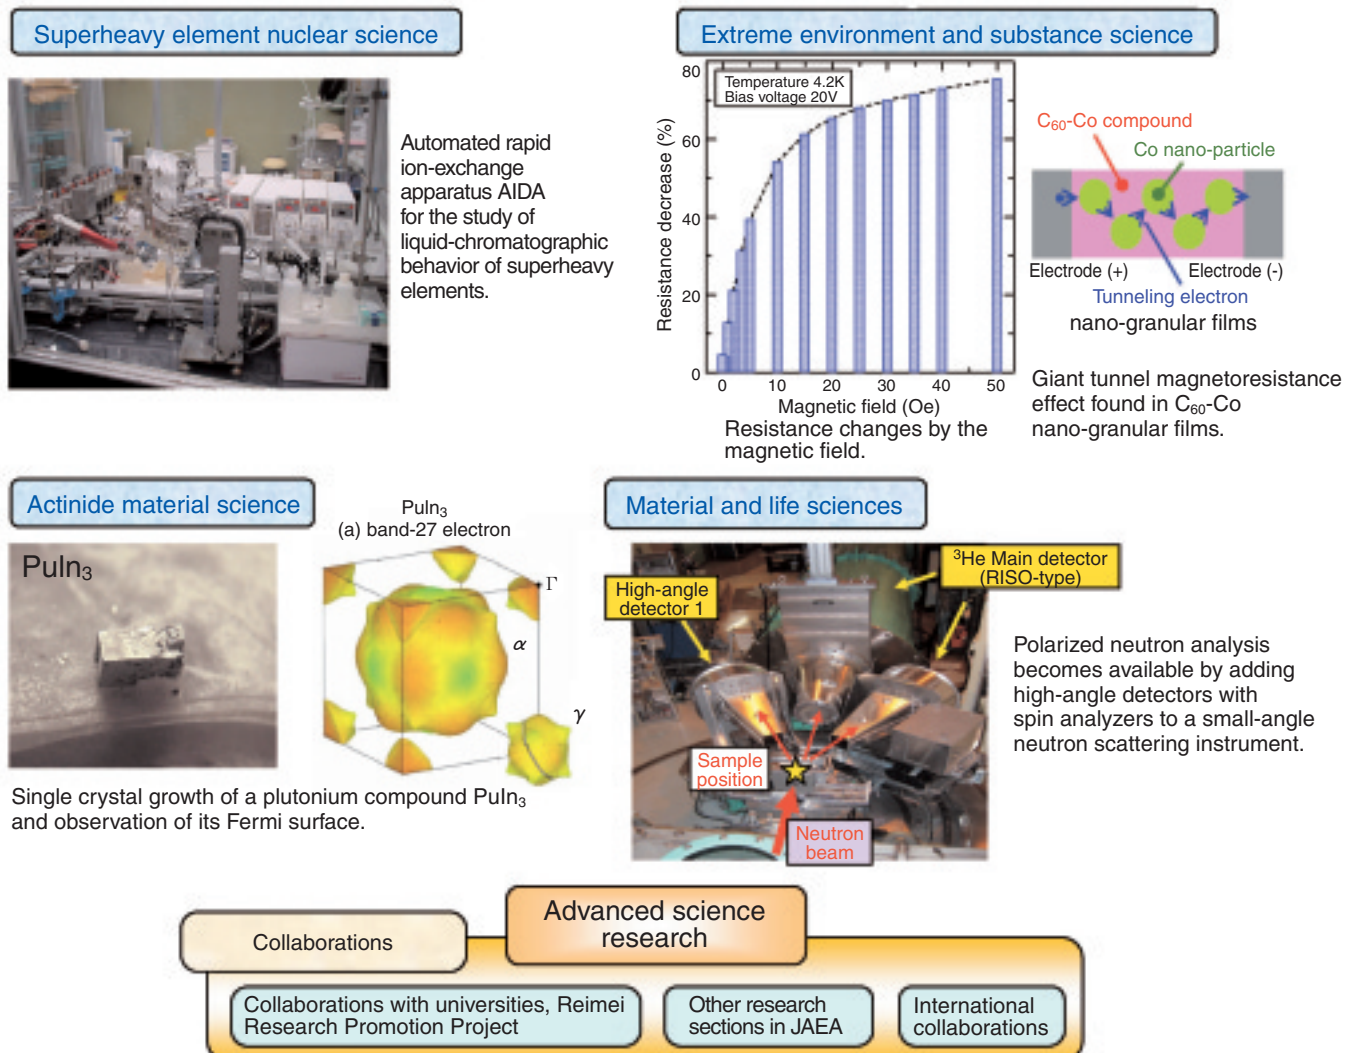 Superheavy element nuclear science
Automated rapid
ion-exchange
apparatus AIDA
for the study of
liquid-chromatographic
behavior of superheavy
elements.
Extreme environment and substance science
Temperature 4.2K
Bias voltage 20V
Resistance decrease (%)
80
60
40
20
0
0 10 20 30 40 50
Magnetic field (Oe)
Resistance changes by the
magnetic field.
C₆₀-Co compound
Co nano-particle
Electrode (+) Electrode (-)
Tunneling electron
nano-granular films
Giant tunnel magnetoresistance
effect found in C₆₀-Co
nano-granular films.
Actinide material science
PuIn₃
PuIn₃
(a) band-27 electron
Γ
α
γ
Single crystal growth of a plutonium compound PuIn₃
and observation of its Fermi surface.
Material and life sciences
High-angle
detector 1
³He Main detector
(RISO-type)
Sample
position
Neutron
beam
Polarized neutron analysis
becomes available by adding
high-angle detectors with
spin analyzers to a small-angle
neutron scattering instrument.
Advanced science
research
Collaborations
Collaborations with universities, Reimei
Research Promotion Project
Other research
sections in JAEA
International
collaborations